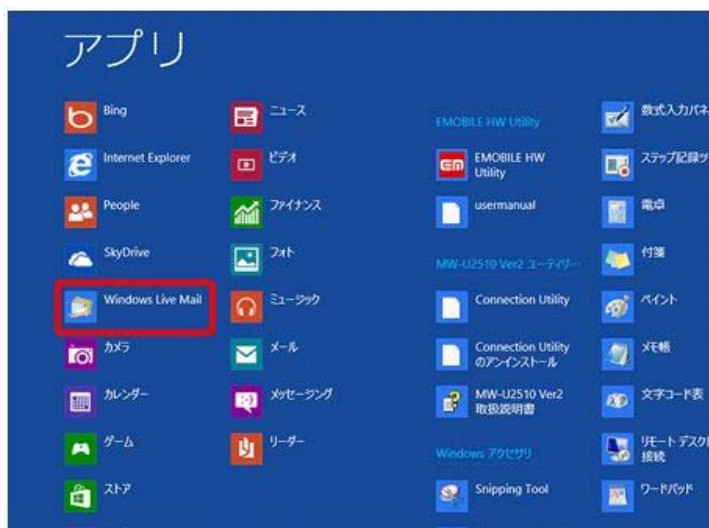 アプリ
Bing
Internet Explorer
People
SkyDrive
Windows Live Mail
カメラ
カレンダー
ゲーム
ストア
ニュース
ビデオ
ファイナンス
フォト
ミュージック
メール
メッセージング
リーダー
EMOBILE HW Utility
EMOBILE HW
Utility
usermanual
MW-U2510 Ver2 ユーティリ…
Connection Utility
Connection Utility
のアンインストール
MW-U2510 Ver2
取扱説明書
Windows アクセサリ
Snipping Tool
数式入力パネ
ステップ記録ツ
電卓
付箋
ペイント
メモ帳
文字コード表
リモート デスク
接続
ワードパッド